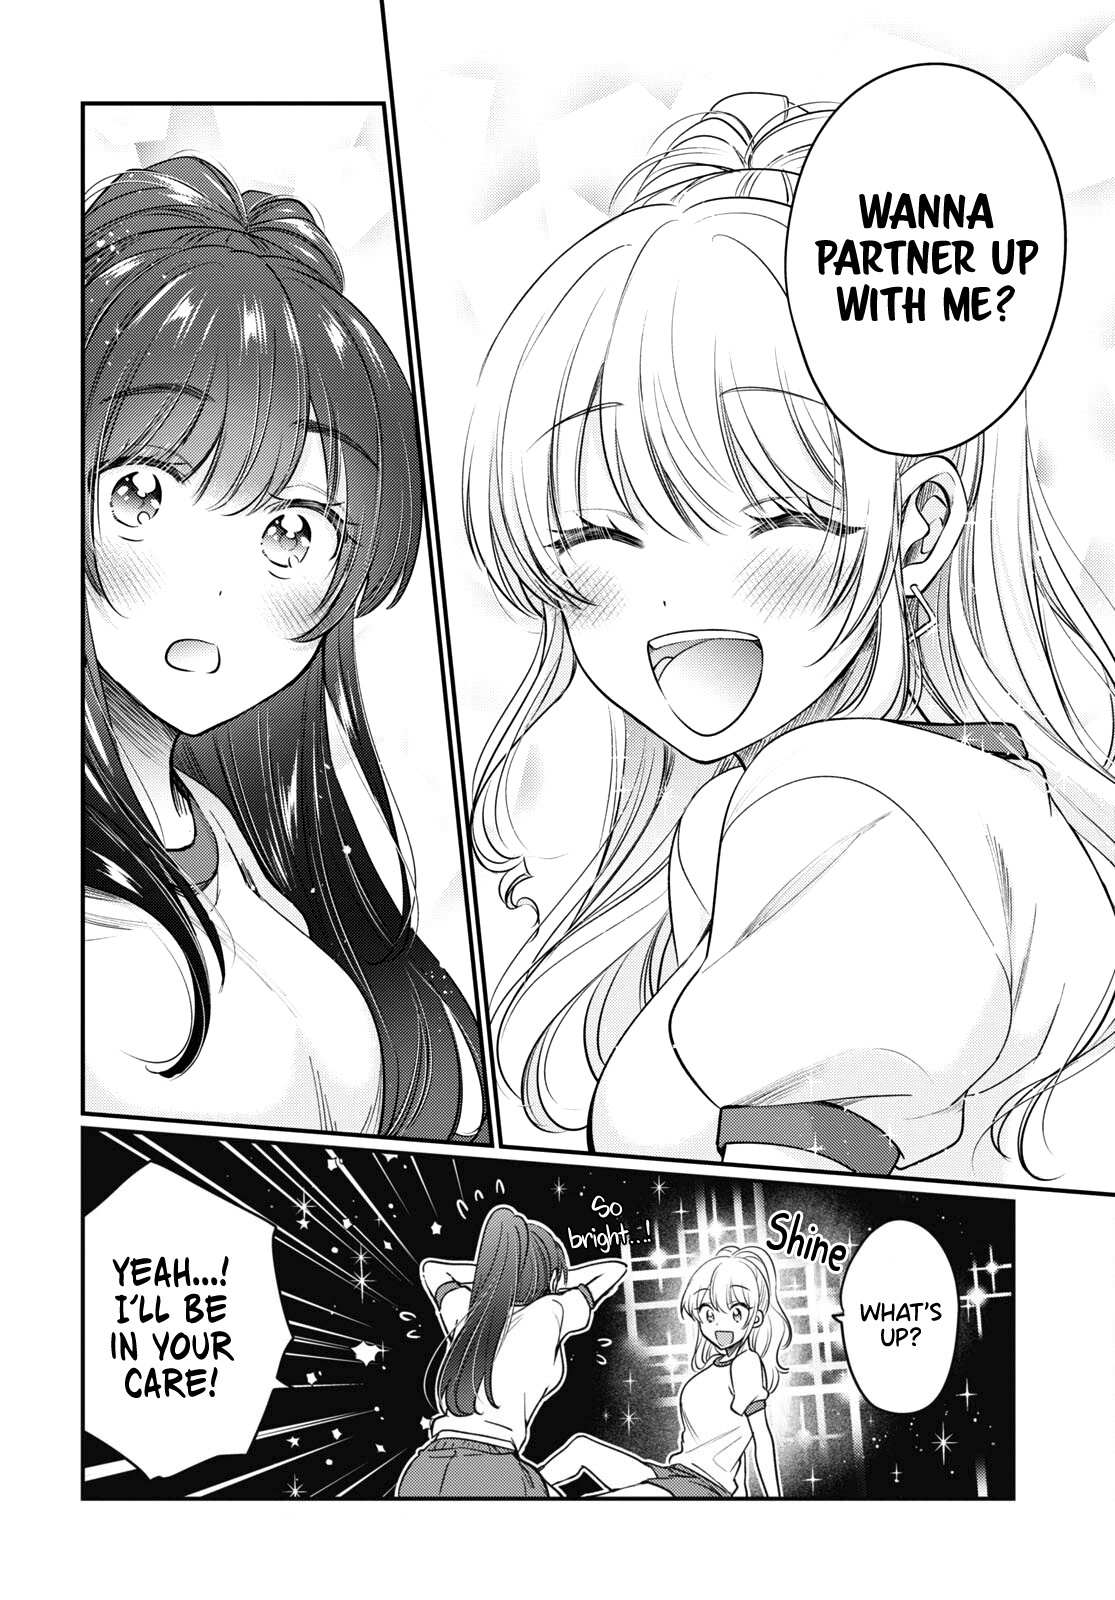 WANNA
PARTNER UP
WITH ME?
Shine
WHAT'S
UP?
So
bright...!
YEAH...!
I'LL BE
IN YOUR
CARE!